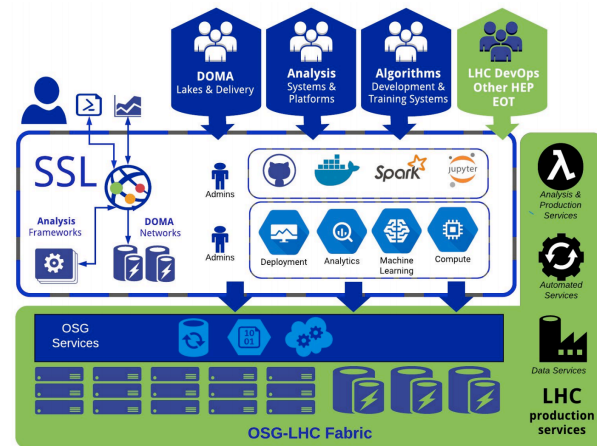 DOMA
Lakes & Delivery
Analysis
Systems &
Platforms
Algorithms
Development &
Training Systems
LHC DevOps
Other HEP
EOT
SSL
Admins
Spark
jupyter
Analysis
Frameworks
DOMA
Networks
Admins
Deployment
Analytics
Machine
Learning
Compute
Analysis &
Production
Services
Automated
Services
Data Services
LHC
production
services
OSG
Services
10
01
OSG-LHC Fabric